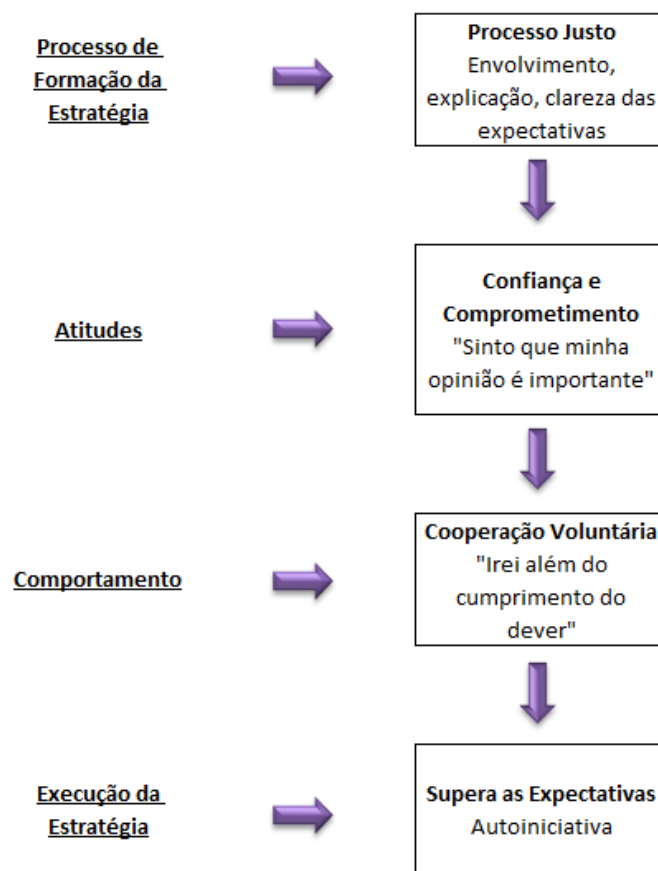 Processo de
Formação da
Estratégia
Processo Justo
Envolvimento,
explicação, clareza das
expectativas
Atitudes
Confiança e
Comprometimento
"Sinto que minha
opinião é importante"
Comportamento
Cooperação Voluntária
"Irei além do
cumprimento do
dever"
Execução da
Estratégia
Supera as Expectativas
Autoiniciativa